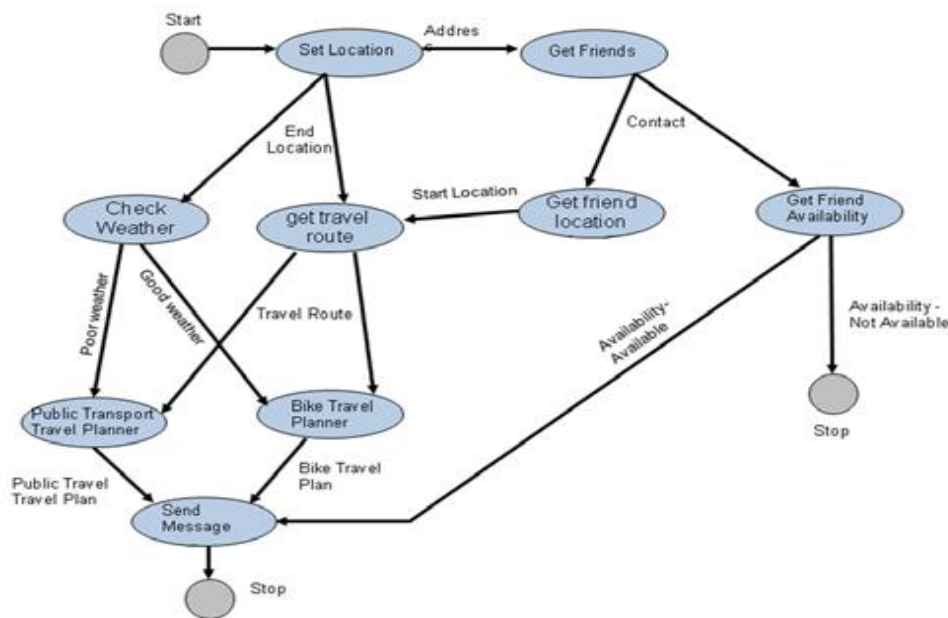 Start
Addres
s
Set Location
Get Friends
End
Location
Contact
Start Location
Check
Weather
get travel
route
Get friend
location
Get Friend
Availability
Poor weather
Good weather
Travel Route
Availability-
Available
Availability -
Not Available
Public Transport
Travel Planner
Bike Travel
Planner
Stop
Public Travel
Travel Plan
Bike Travel
Plan
Send
Message
Stop